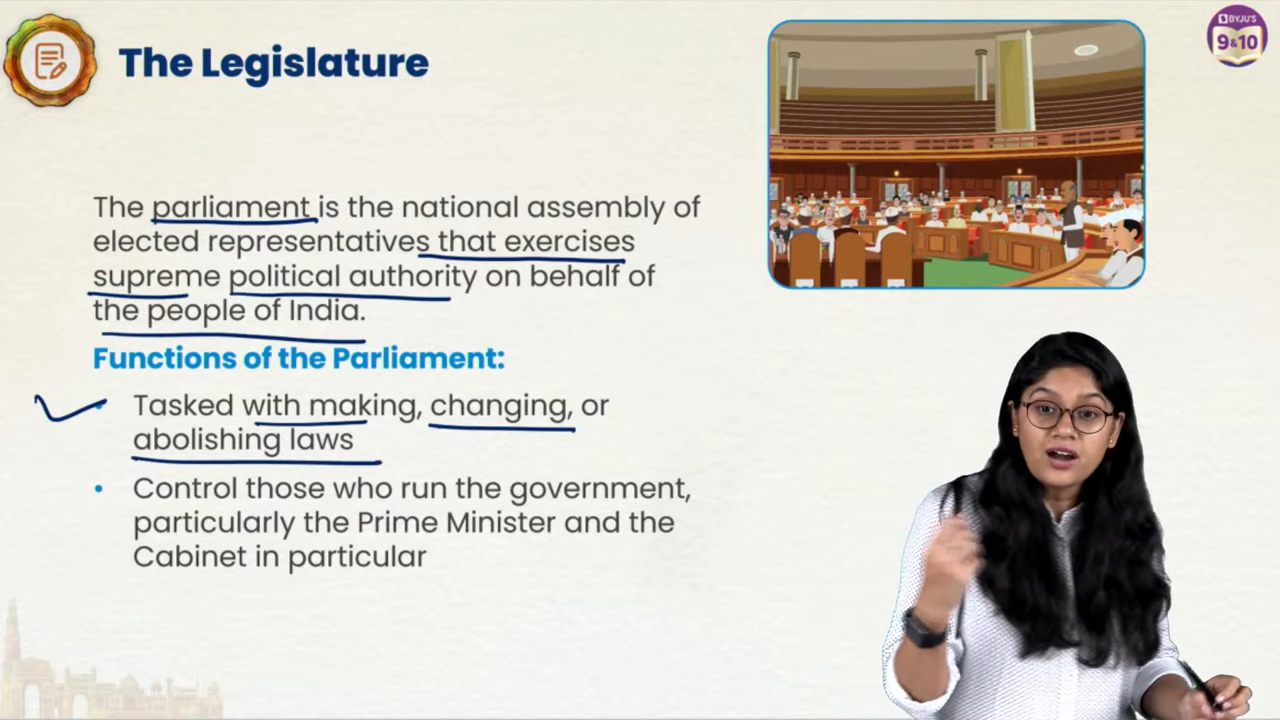 The Legislature
BYJU'S
9&10
The parliament is the national assembly of
elected representatives that exercises
supreme political authority on behalf of
the people of India.
Functions of the Parliament:
• Tasked with making, changing, or
abolishing laws
• Control those who run the government,
particularly the Prime Minister and the
Cabinet in particular